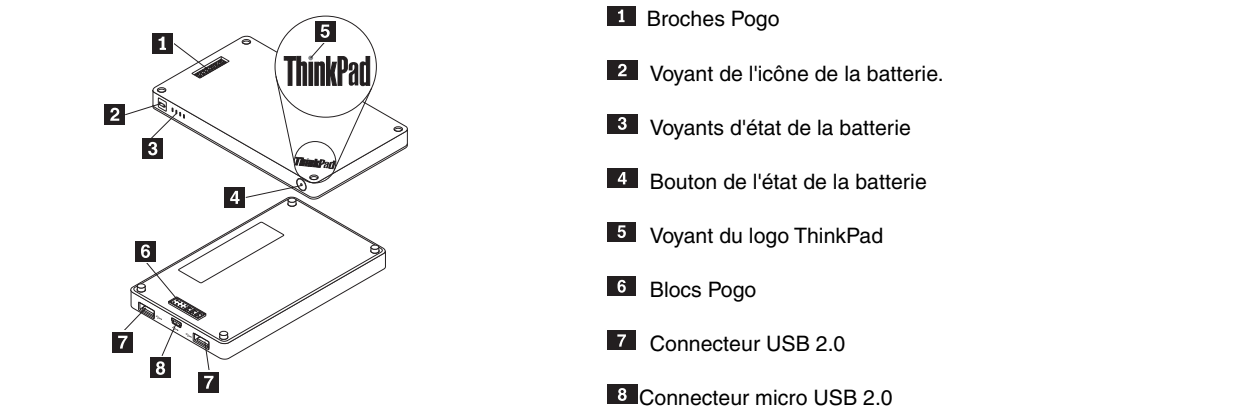 1 Broches Pogo
2 Voyant de l'icône de la batterie.
3 Voyants d'état de la batterie
4 Bouton de l'état de la batterie
5 Voyant du logo ThinkPad
6 Blocs Pogo
7 Connecteur USB 2.0
8 Connecteur micro USB 2.0
5
1
ThinkPad
2
3
ThinkPad
4
6
7
8
7